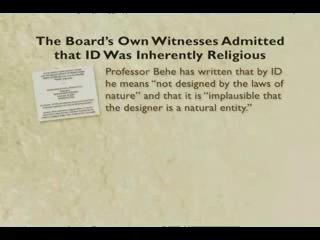 The Board's Own Witnesses Admitted
that ID Was Inherently Religious
Professor Behe has written that by ID
he means "not designed by the laws of
nature" and that it is "implausible that
the designer is a natural entity."